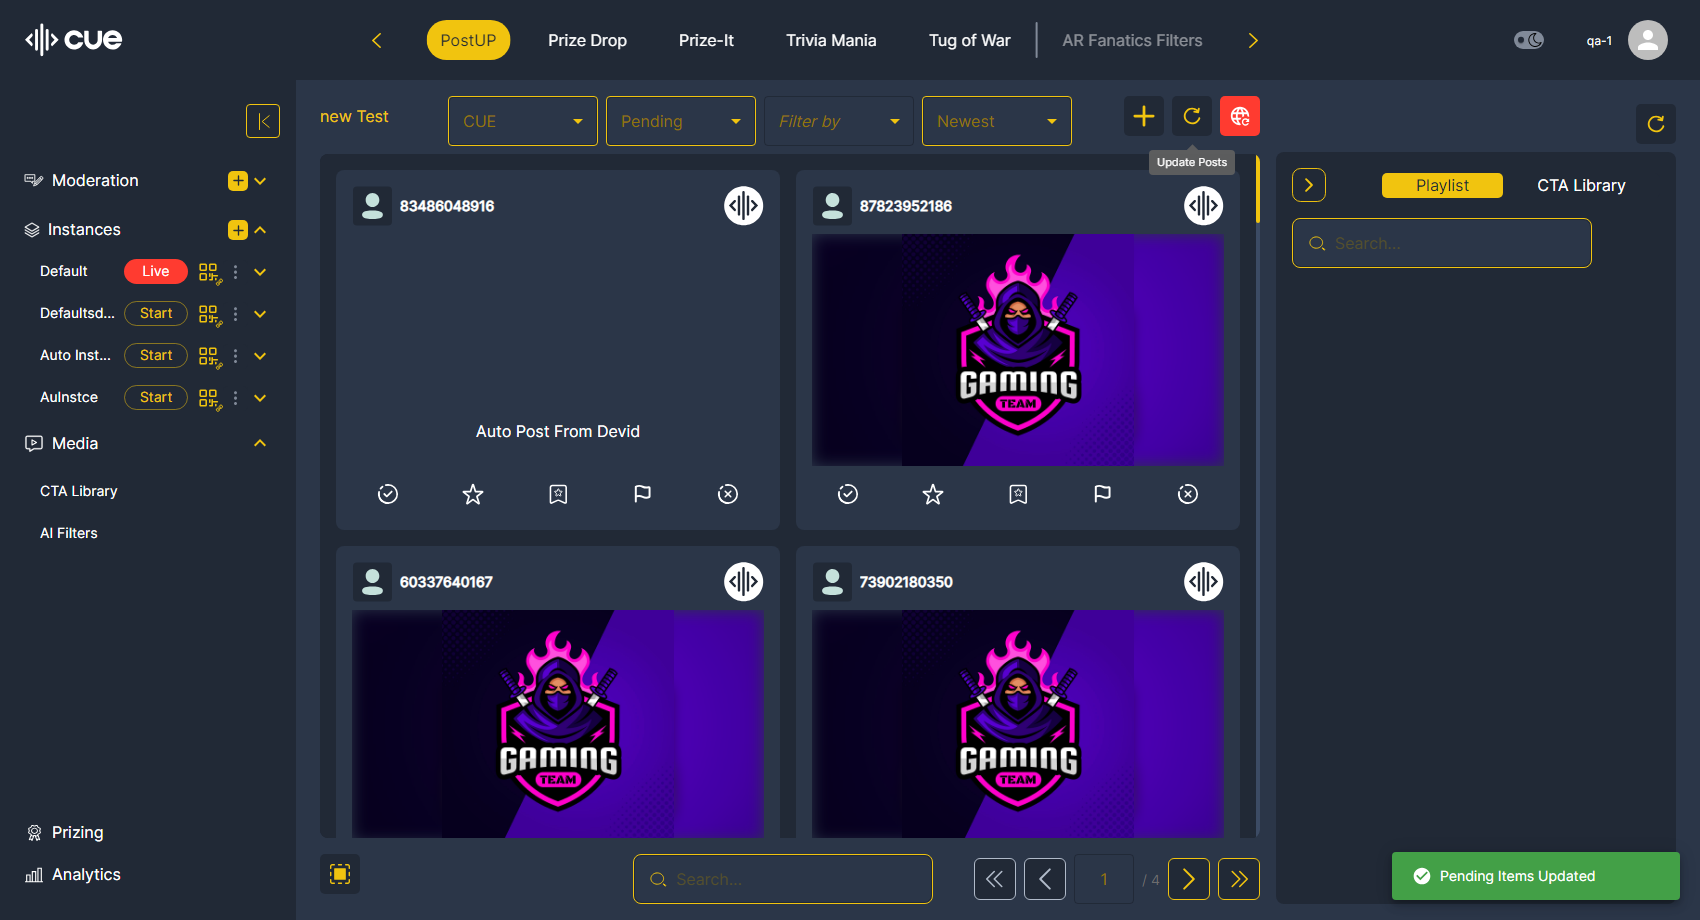 cue
PostUP
Prize Drop
Prize-It
Trivia Mania
Tug of War
AR Fanatics Filters
qa-1
new Test
CUE
Pending
Filter by
Newest
Update Posts
Moderation
Instances
Default
Live
Defaultsd...
Start
Auto Inst...
Start
AuInstce
Start
Media
CTA Library
AI Filters
Prizing
Analytics
83486048916
Auto Post From Devid
87823952186
GAMING
TEAM
60337640167
GAMING
TEAM
73902180350
GAMING
TEAM
Search...
1
/ 4
Playlist
CTA Library
Search...
Pending Items Updated